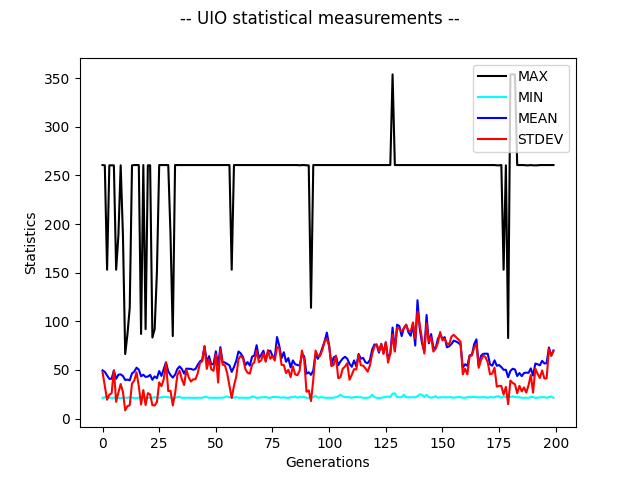 -- UIO statistical measurements --
350
300
250
200
150
100
50
0
Statistics
MAX
MIN
MEAN
STDEV
0 25 50 75 100 125 150 175 200
Generations